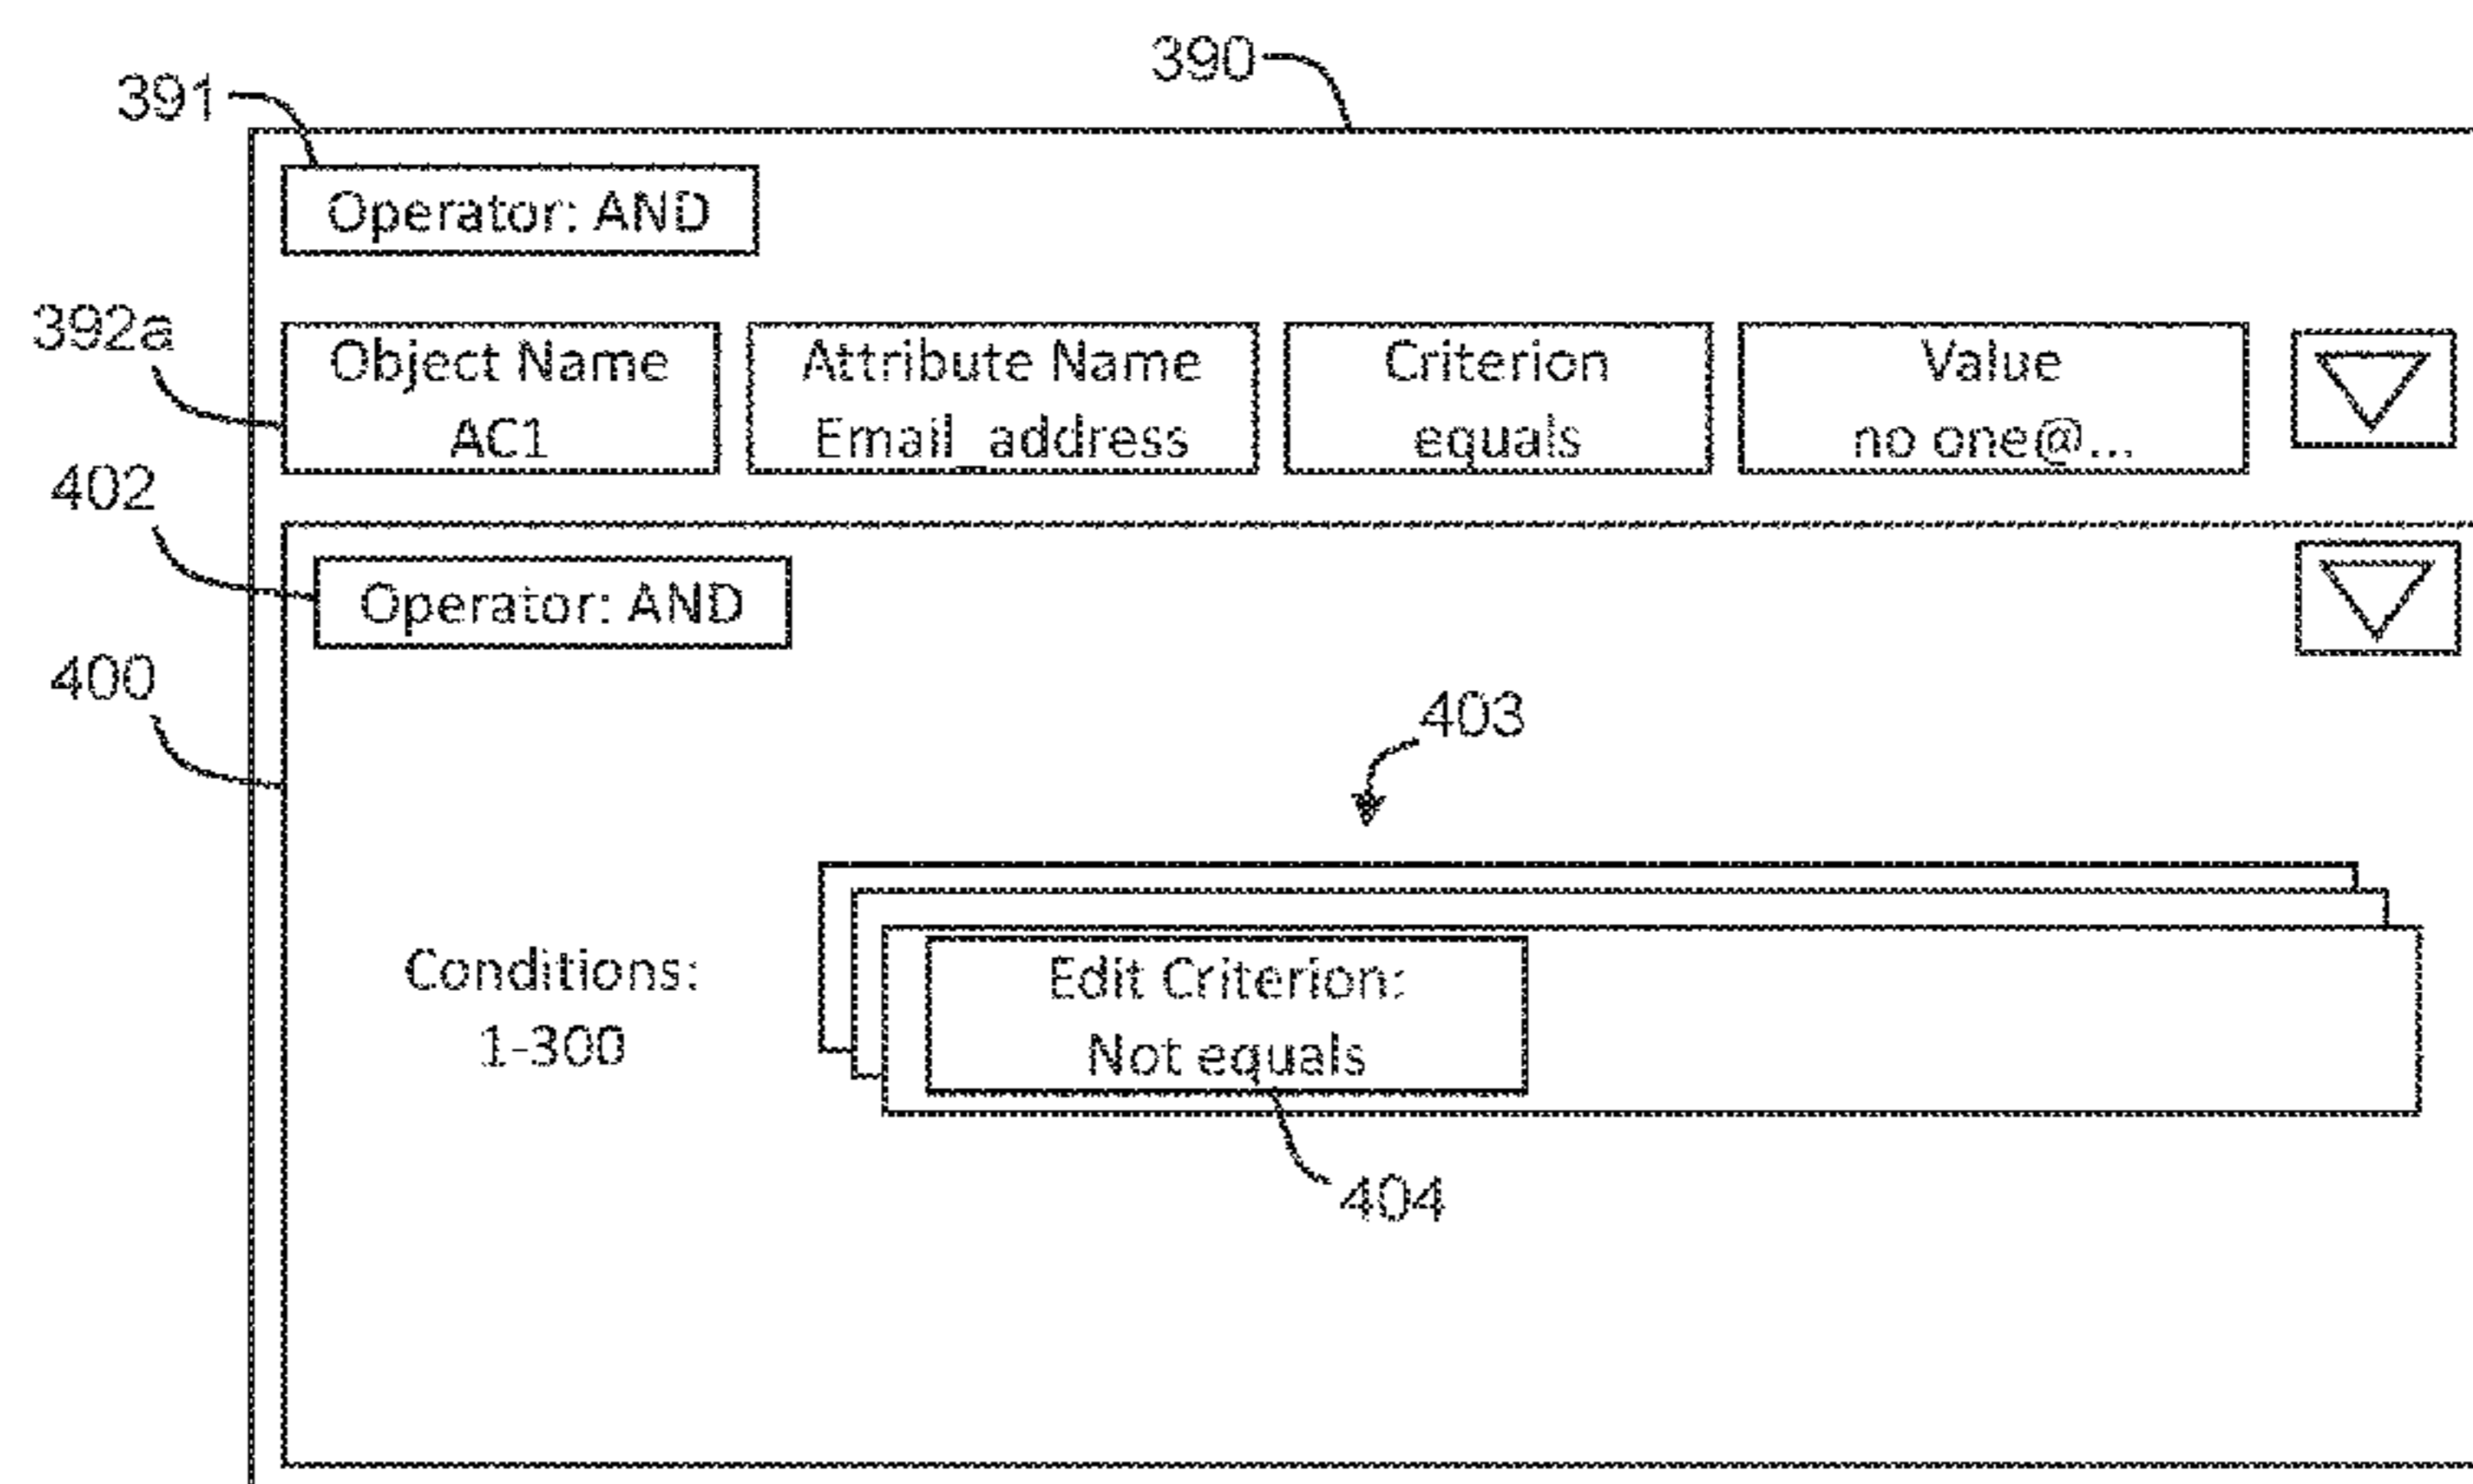 390
391
Operator: AND
392a
Object Name
AC1
Attribute Name
Email_address
Criterion
equals
Value
no one@...
402
Operator: AND
400
403
Conditions:
1-300
Edit Criterion:
Not equals
404